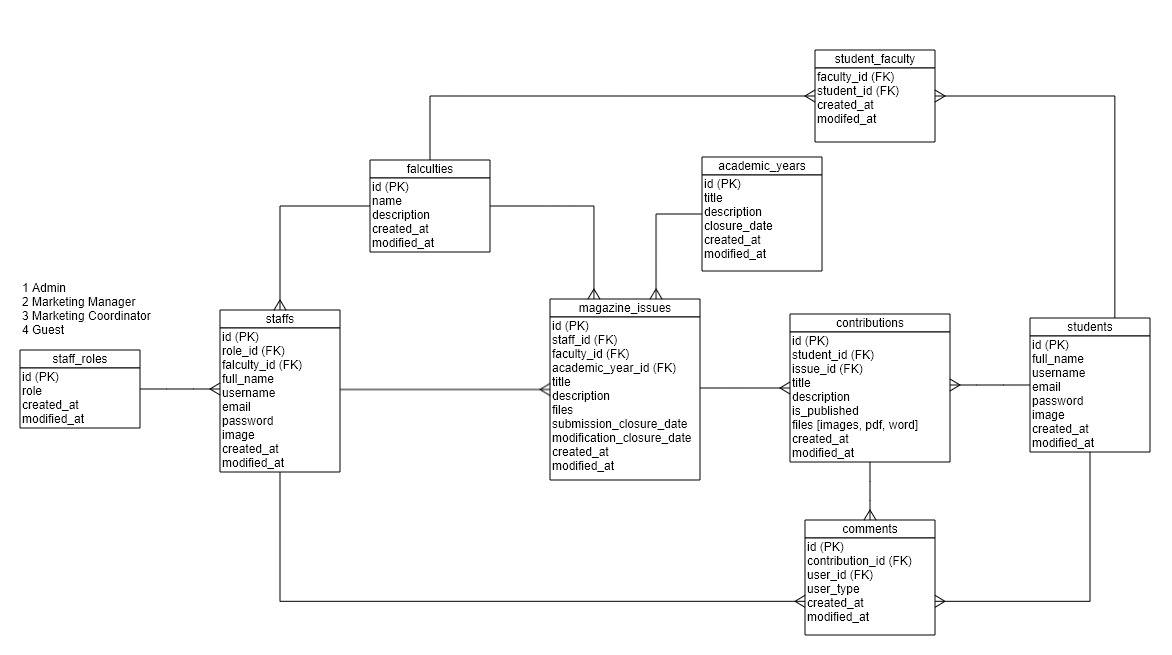 student_faculty
faculty_id (FK)
student_id (FK)
created_at
modifed_at
falculties
id (PK)
name
description
created_at
modified_at
academic_years
id (PK)
title
description
closure_date
created_at
modified_at
1 Admin
2 Marketing Manager
3 Marketing Coordinator
4 Guest
staff_roles
id (PK)
role
created_at
modified_at
staffs
id (PK)
role_id (FK)
falculty_id (FK)
full_name
username
email
password
image
created_at
modified_at
magazine_issues
id (PK)
staff_id (FK)
faculty_id (FK)
academic_year_id (FK)
title
description
files
submission_closure_date
modification_closure_date
created_at
modified_at
contributions
id (PK)
student_id (FK)
issue_id (FK)
title
description
is_published
files [images, pdf, word]
created_at
modified_at
students
id (PK)
full_name
username
email
password
image
created_at
modified_at
comments
id (PK)
contribution_id (FK)
user_id (FK)
user_type
created_at
modified_at